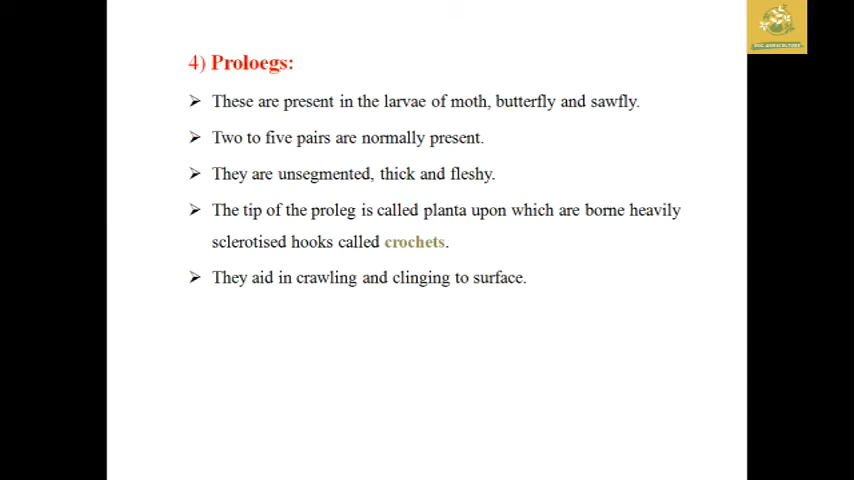 4) Proloegs:
➢ These are present in the larvae of moth, butterfly and sawfly.
➢ Two to five pairs are normally present.
➢ They are unsegmented, thick and fleshy.
➢ The tip of the proleg is called planta upon which are borne heavily
sclerotised hooks called crochets.
➢ They aid in crawling and clinging to surface.